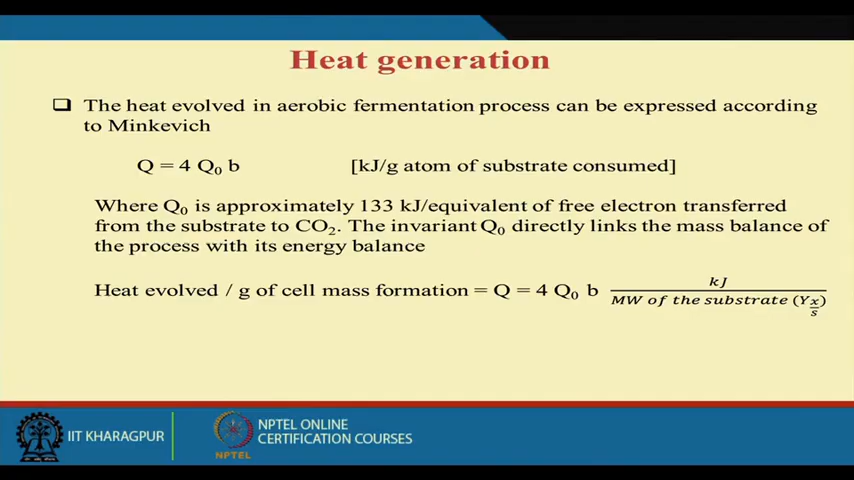 Heat generation
❑ The heat evolved in aerobic fermentation process can be expressed according
to Minkevich
Q = 4 Q₀ b [kJ/g atom of substrate consumed]
Where Q₀ is approximately 133 kJ/equivalent of free electron transferred
from the substrate to CO₂. The invariant Q₀ directly links the mass balance of
the process with its energy balance
Heat evolved / g of cell mass formation = Q = 4 Q₀ b kJ / MW of the substrate (Y x/s)
IIT KHARAGPUR
NPTEL
NPTEL ONLINE
CERTIFICATION COURSES